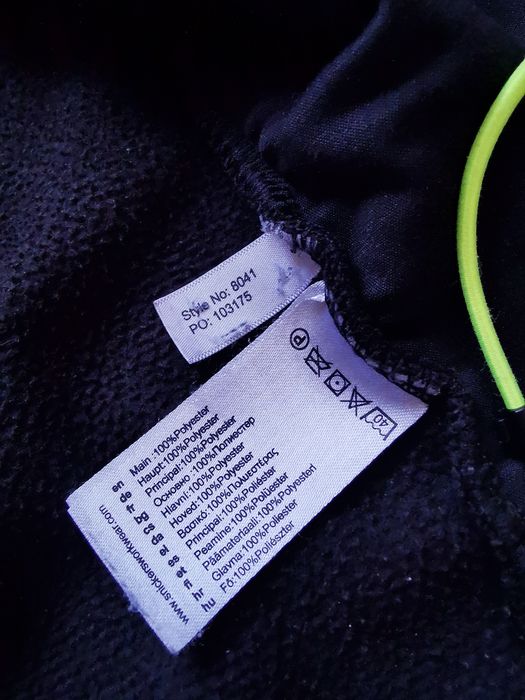 Style No: 8041
PO: 103175
P
40
en Main:100%Polyester
de Haupt:100%Polyester
fr Principal:100%Polyester
bg Основно:100%Полиестер
cs Hlavní:100%Polyester
da Hoved:100%Polyester
el Βασικό:100%Πολυεστέρας
es Principal:100%Poliéster
et Peamine:100%Polüester
fi Päämateriaali:100%Polyesteri
hr Glavna:100%Poliester
hu Fő:100%Poliészter
www.snickersworkwear.com